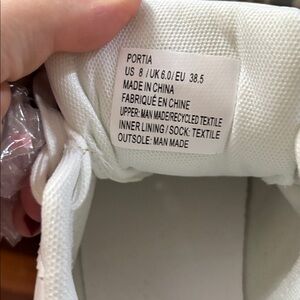 PORTIA
US 8 / UK 6.0 / EU 38.5
MADE IN CHINA
FABRIQUÉ EN CHINE
UPPER: MAN MADE/RECYCLED TEXTILE
INNER LINING / SOCK: TEXTILE
OUTSOLE: MAN MADE